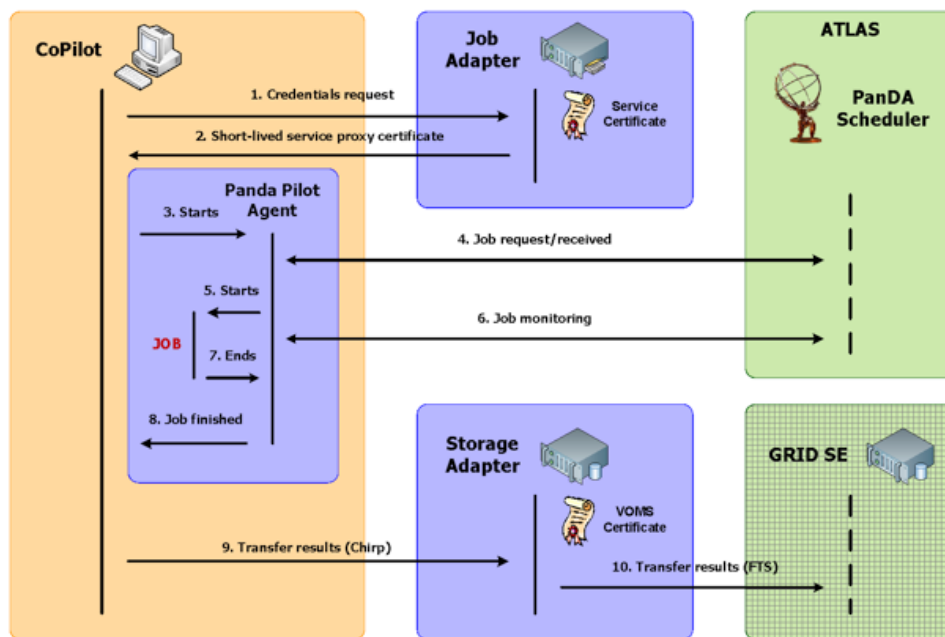 CoPilot
Job
Adapter
ATLAS
PanDA
Scheduler
1. Credentials request
Service
Certificate
2. Short-lived service proxy certificate
Panda Pilot
Agent
3. Starts
4. Job request/received
5. Starts
6. Job monitoring
JOB
7. Ends
8. Job finished
Storage
Adapter
GRID SE
VOMS
Certificate
9. Transfer results (Chirp)
10. Transfer results (FTS)